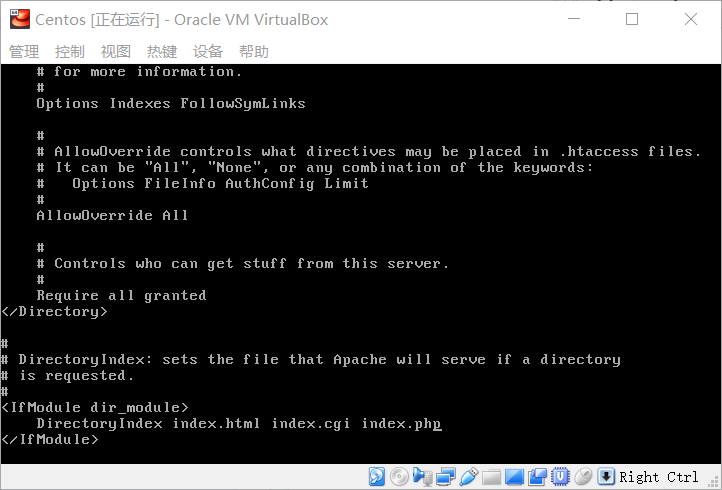 Centos [正在运行] - Oracle VM VirtualBox
管理 控制 视图 热键 设备 帮助
# for more information.
#
Options Indexes FollowSymLinks
#
# AllowOverride controls what directives may be placed in .htaccess files.
# It can be "All", "None", or any combination of the keywords:
#   Options FileInfo AuthConfig Limit
#
AllowOverride All
#
# Controls who can get stuff from this server.
#
Require all granted
</Directory>
#
# DirectoryIndex: sets the file that Apache will serve if a directory
# is requested.
#
<IfModule dir_module>
DirectoryIndex index.html index.cgi index.php
</IfModule>
Right Ctrl